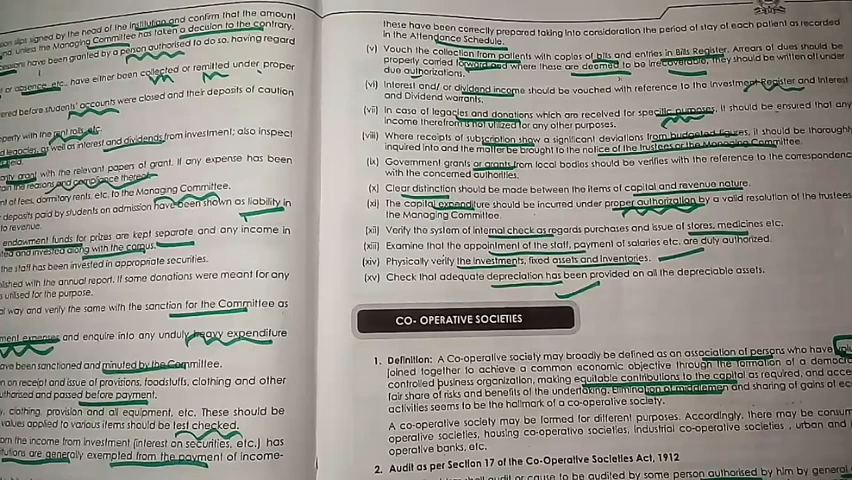 sion slips signed by the head of the institution and confirm that the amount
unless the Managing Committee has taken a decision to the contrary.
have been granted by a person authorised to do so, having regard
or absence, etc., have either been collected or remitted under proper
ered before students' accounts were closed and their deposits of caution
perly with the rent rolls, etc.
legacies, as well as interest and dividends from investment; also inspect
grant with the relevant papers of grant. If any expense has been
the reasons and compliance thereof.
nt of fees, dormitory rents, etc. to the Managing Committee.
deposits paid by students on admission have been shown as liability in
to revenue.
endowment funds for prizes are kept separate and any income in
and invested along with the corpus.
the staff has been invested in appropriate securities.
blished with the annual report. If some donations were meant for any
s utilised for the purpose.
al way and verify the same with the sanction for the Committee as
ment expenses and enquire into any unduly heavy expenditure
ave been sanctioned and minuted by the Committee.
n on receipt and issue of provisions, foodstuffs, clothing and other
uthorised and passed before payment.
y, clothing, provision and all equipment, etc. These should be
values applied to various items should be test checked.
om the income from investment (interest on securities, etc.) has
tutions are generally exempted from the payment of income-
these have been correctly prepared taking into consideration the period of stay of each patient as recorded
in the Attendance Schedule.
(v) Vouch the collection from patients with copies of bills and entries in Bills Register. Arrears of dues should be
properly carried forward and where these are deemed to be irrecoverable, they should be written off under
due authorizations.
(vi) Interest and/ or dividend income should be vouched with reference to the Investment Register and Interest
and Dividend warrants.
(vii) In case of legacies and donations which are received for specific purposes, it should be ensured that any
income therefrom is not utilized for any other purposes.
(viii) Where receipts of subscription show a significant deviations from budgeted figures, it should be thoroughly
inquired into and the matter be brought to the notice of the trustees or the Managing Committee.
(ix) Government grants or grants from local bodies should be verifies with the reference to the correspondence
with the concerned authorities.
(x) Clear distinction should be made between the items of capital and revenue nature.
(xi) The capital expenditure should be incurred under proper authorization by a valid resolution of the trustees
the Managing Committee.
(xii) Verify the system of internal check as regards purchases and issue of stores, medicines etc.
(xiii) Examine that the appointment of the staff, payment of salaries etc. are duly authorized.
(xiv) Physically verify the Investments, fixed assets and Inventories.
(xv) Check that adequate depreciation has been provided on all the depreciable assets.
CO- OPERATIVE SOCIETIES
1. Definition: A Co-operative society may broadly be defined as an association of persons who have
joined together to achieve a common economic objective through the formation of a democra
controlled business organization, making equitable contributions to the capital as required, and acce
fair share of risks and benefits of the undertaking. Elimination of middlemen and sharing of gains of ec
activities seems to be the hallmark of a co-operative society.
A co-operative society may be formed for different purposes. Accordingly, there may be consum
operative societies, housing co-operative societies, industrial co-operative societies , urban and
operative banks, etc.
2. Audit as per Section 17 of the Co-Operative Societies Act, 1912
audit or cause to be audited by some person authorised by him by general